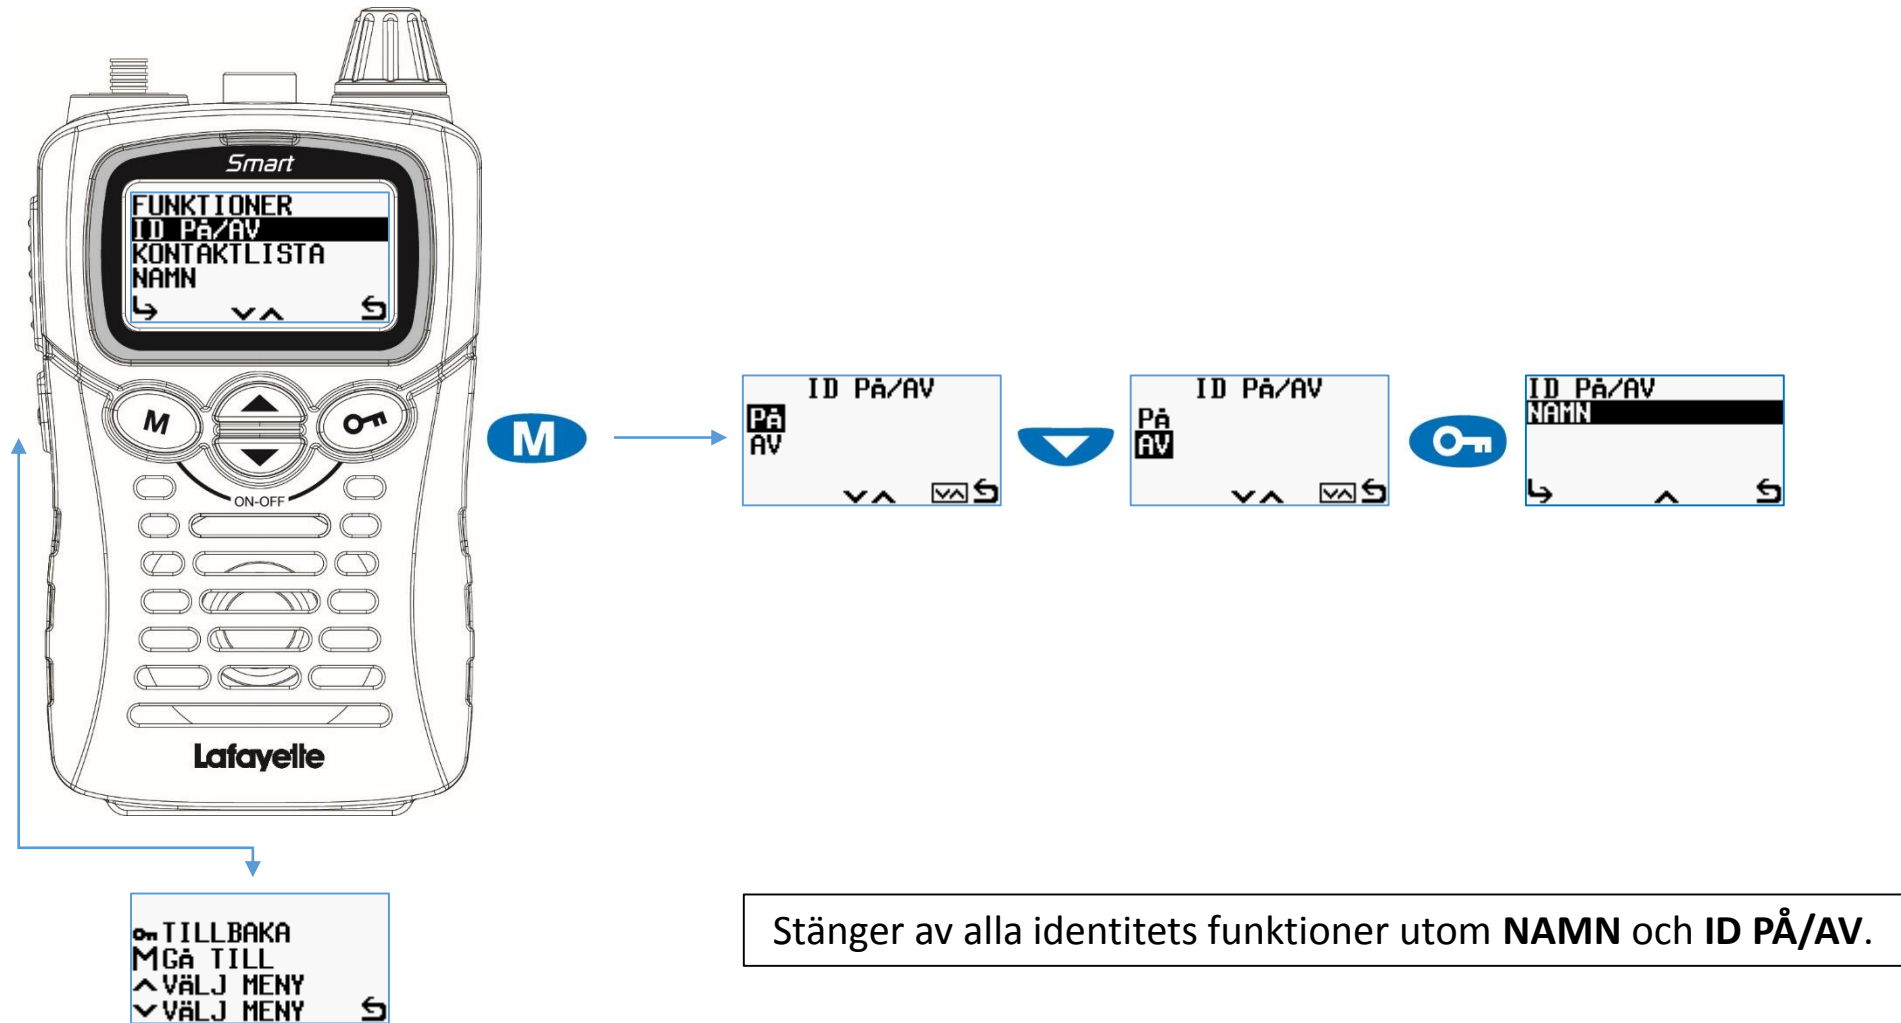 Smart
FUNKTIONER
ID På/AV
KONTAKTLISTA
NAMN
M
ON-OFF
Lafayette
M
ID På/AV
På
AV
ID På/AV
På
AV
ID På/AV
NAMN
TILLBAKA
M Gå TILL
VäLJ MENY
VäLJ MENY
Stänger av alla identitets funktioner utom NAMN och ID PÅ/AV.